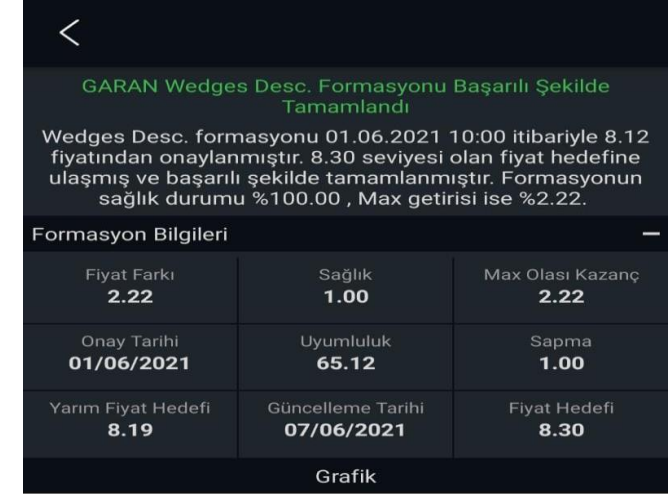 GARAN Wedges Desc. Formasyonu Başarılı Şekilde
Tamamlandı
Wedges Desc. formasyonu 01.06.2021 10:00 itibariyle 8.12
fiyatından onaylanmıştır. 8.30 seviyesi olan fiyat hedefine
ulaşmış ve başarılı şekilde tamamlanmıştır. Formasyonun
sağlık durumu %100.00 , Max getirisi ise %2.22.
Formasyon Bilgileri
Fiyat Farkı Sağlık Max Olası Kazanç
2.22 1.00 2.22
Onay Tarihi Uyumluluk Sapma
01/06/2021 65.12 1.00
Yarım Fiyat Hedefi Güncelleme Tarihi Fiyat Hedefi
8.19 07/06/2021 8.30
Grafik